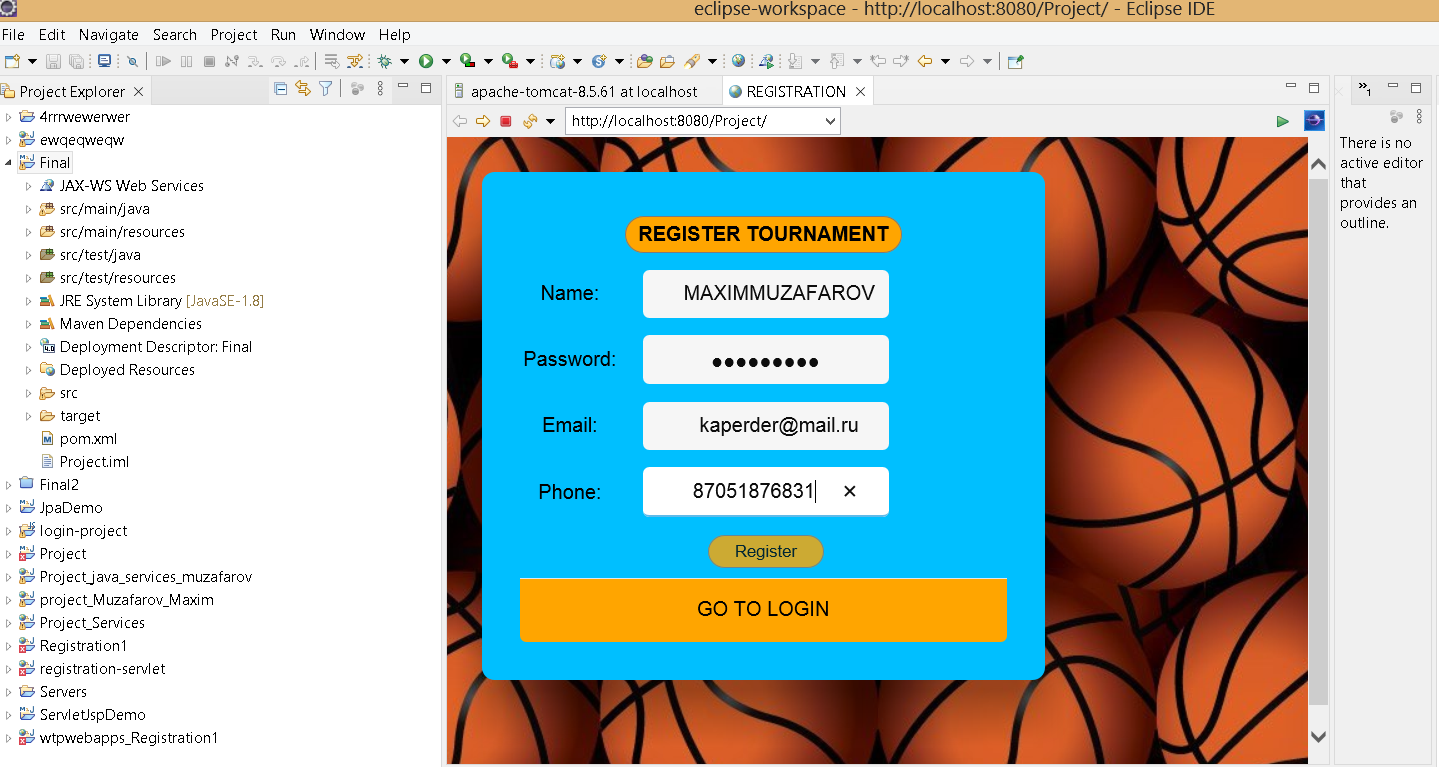 eclipse-workspace - http://localhost:8080/Project/ - Eclipse IDE
File Edit Navigate Search Project Run Window Help
Project Explorer
4rrrwewerwer
ewqeqweqw
Final
JAX-WS Web Services
src/main/java
src/main/resources
src/test/java
src/test/resources
JRE System Library [JavaSE-1.8]
Maven Dependencies
Deployment Descriptor: Final
Deployed Resources
src
target
pom.xml
Project.iml
Final2
JpaDemo
login-project
Project
Project_java_services_muzafarov
project_Muzafarov_Maxim
Project_Services
Registration1
registration-servlet
Servers
ServletJspDemo
wtpwebapps_Registration1
apache-tomcat-8.5.61 at localhost
REGISTRATION
http://localhost:8080/Project/
REGISTER TOURNAMENT
Name: MAXIMMUZAFAROV
Password: ●●●●●●●●●
Email: kaperder@mail.ru
Phone: 87051876831
Register
GO TO LOGIN
»1
There is no
active editor
that
provides an
outline.